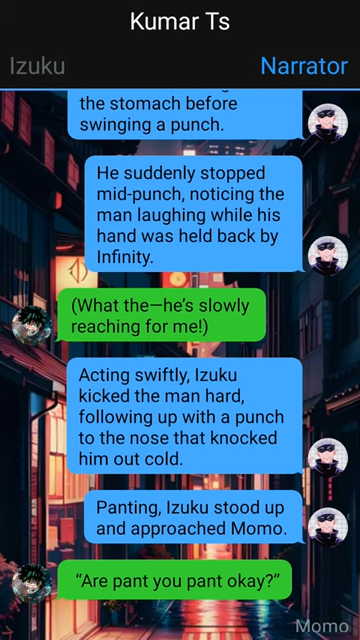 Kumar Ts
Izuku
Narrator
the stomach before
swinging a punch.
He suddenly stopped
mid-punch, noticing the
man laughing while his
hand was held back by
Infinity.
(What the—he's slowly
reaching for me!)
Acting swiftly, Izuku
kicked the man hard,
following up with a punch
to the nose that knocked
him out cold.
Panting, Izuku stood up
and approached Momo.
“Are pant you pant okay?”
Momo